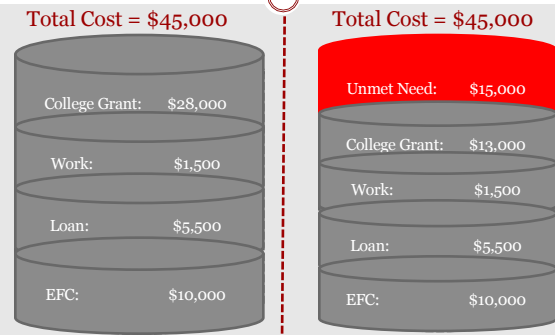 Total Cost = $45,000
College Grant: $28,000
Work: $1,500
Loan: $5,500
EFC: $10,000
Total Cost = $45,000
Unmet Need: $15,000
College Grant: $13,000
Work: $1,500
Loan: $5,500
EFC: $10,000